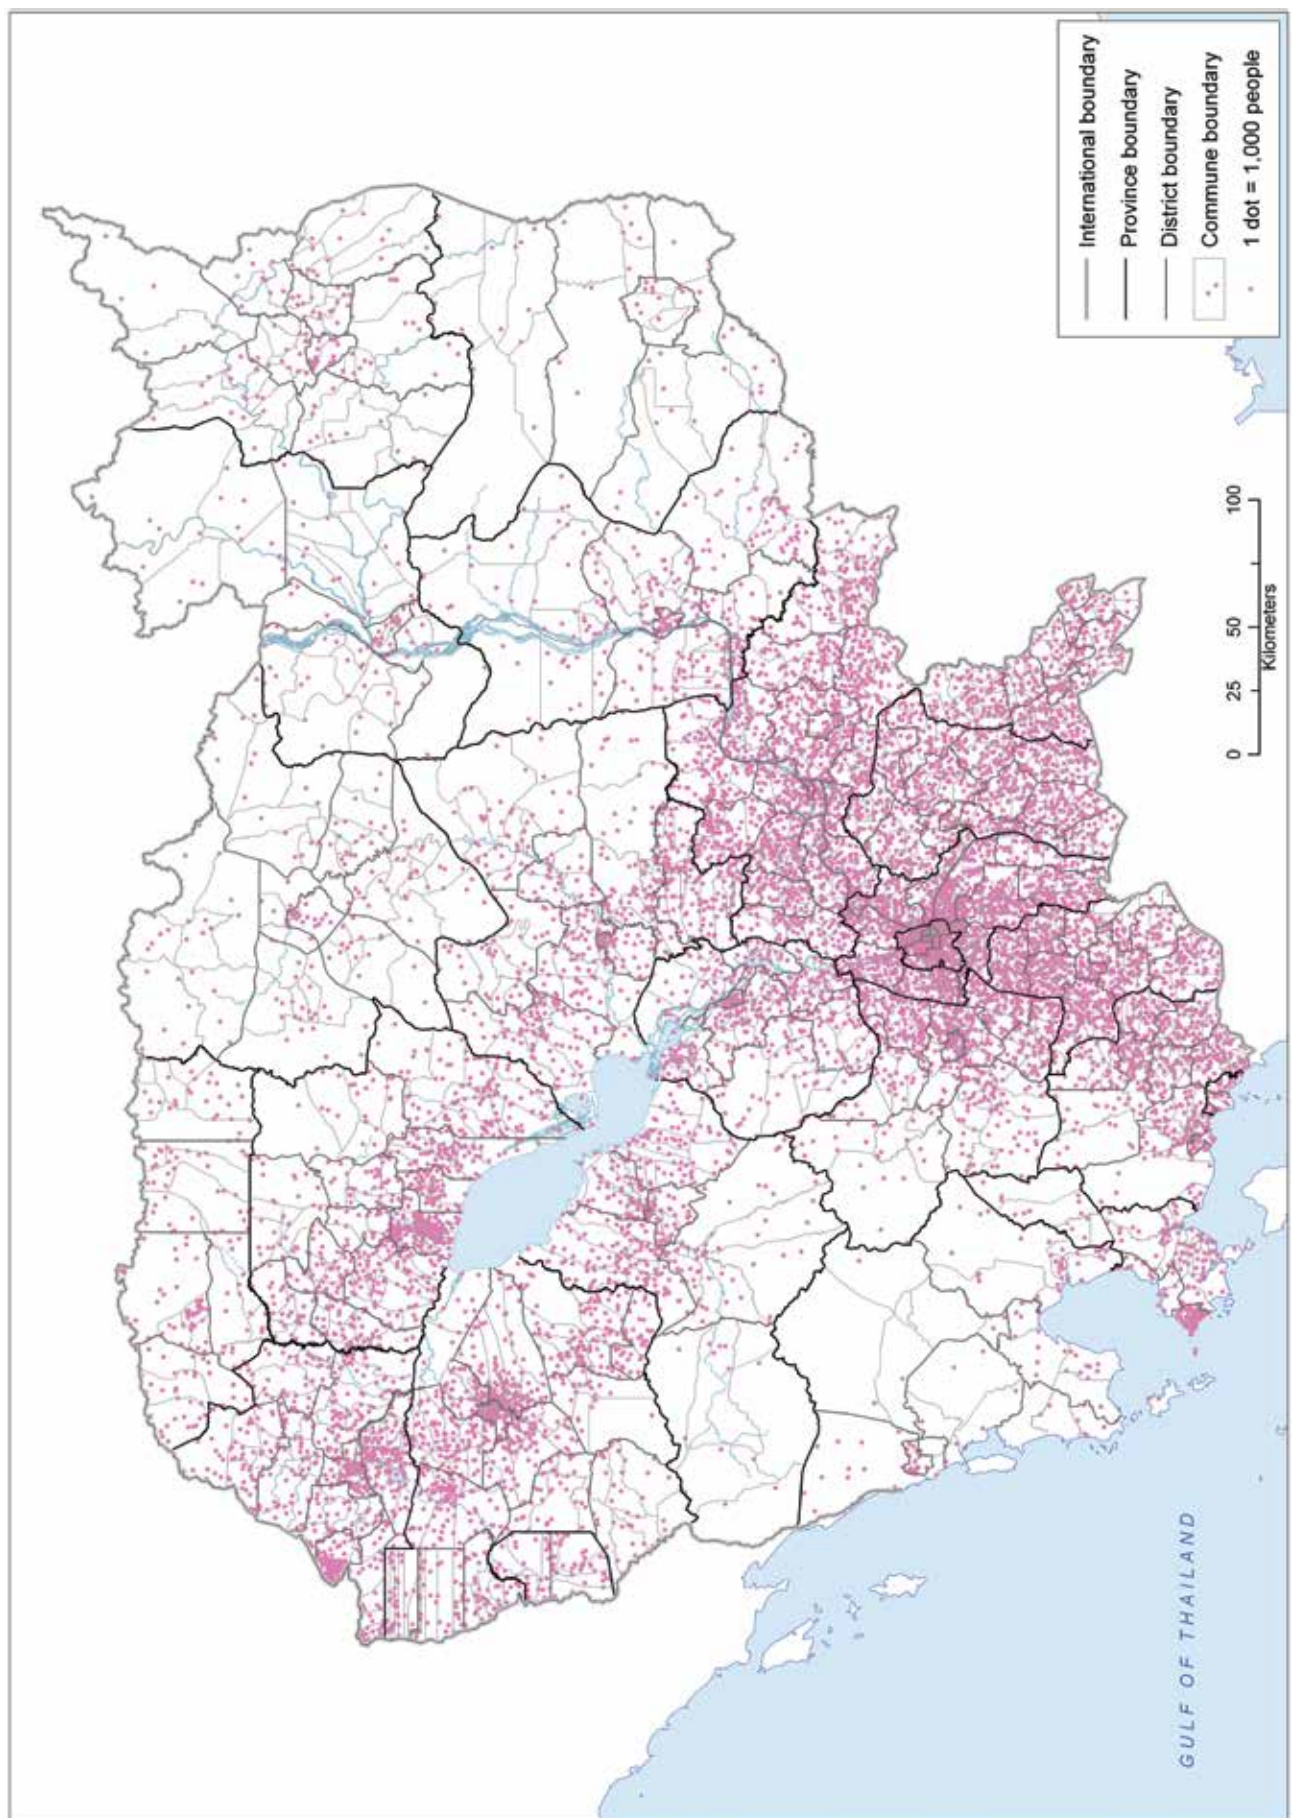 International boundary
Province boundary
District boundary
Commune boundary
1 dot = 1,000 people
0 25 50 100
Kilometers
GULF OF THAILAND